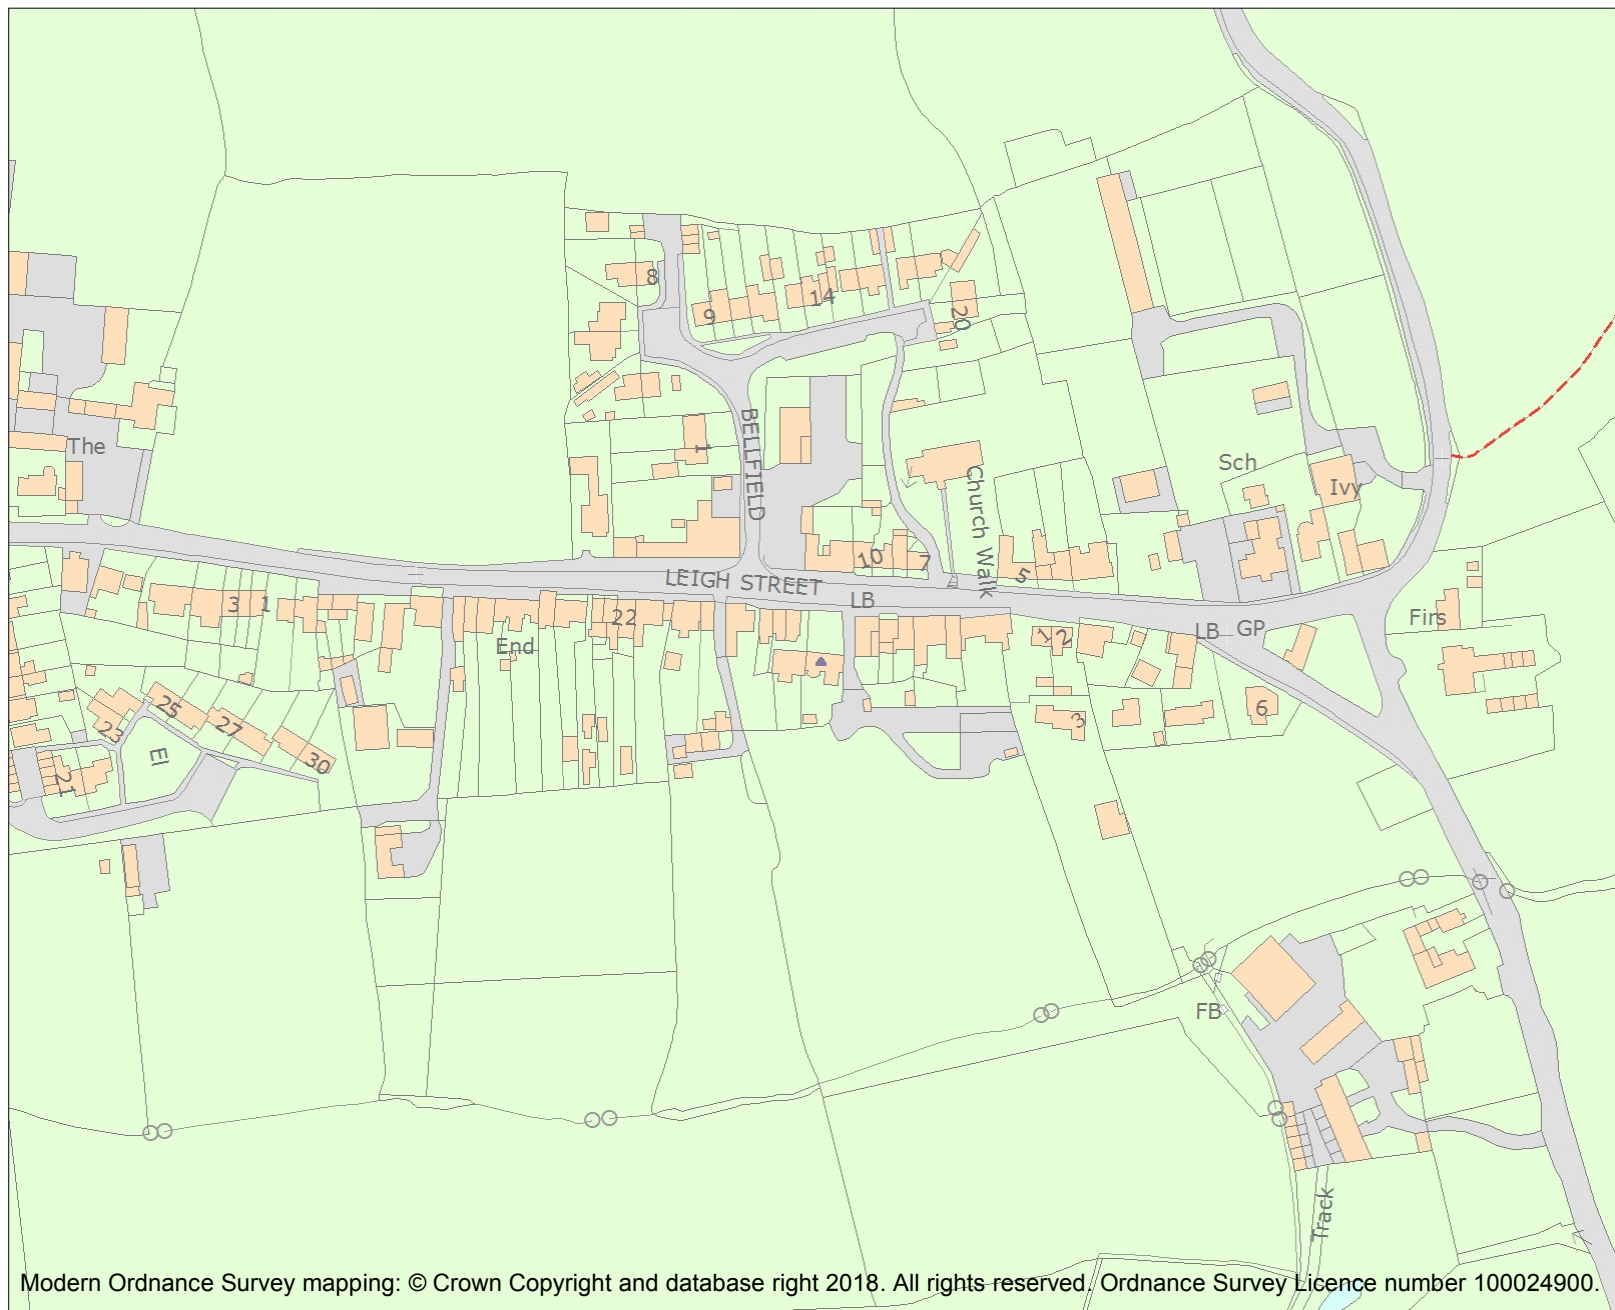 8
9
14
20
The
BELLFIELD
1
Church Walk
Sch
Ivy
10
7
5
LEIGH STREET
LB
3 1
22
End
1
2
LB
GP
Firs
25
23
27
30
El
21
3
6
FB
Track
Modern Ordnance Survey mapping: © Crown Copyright and database right 2018. All rights reserved. Ordnance Survey Licence number 100024900.